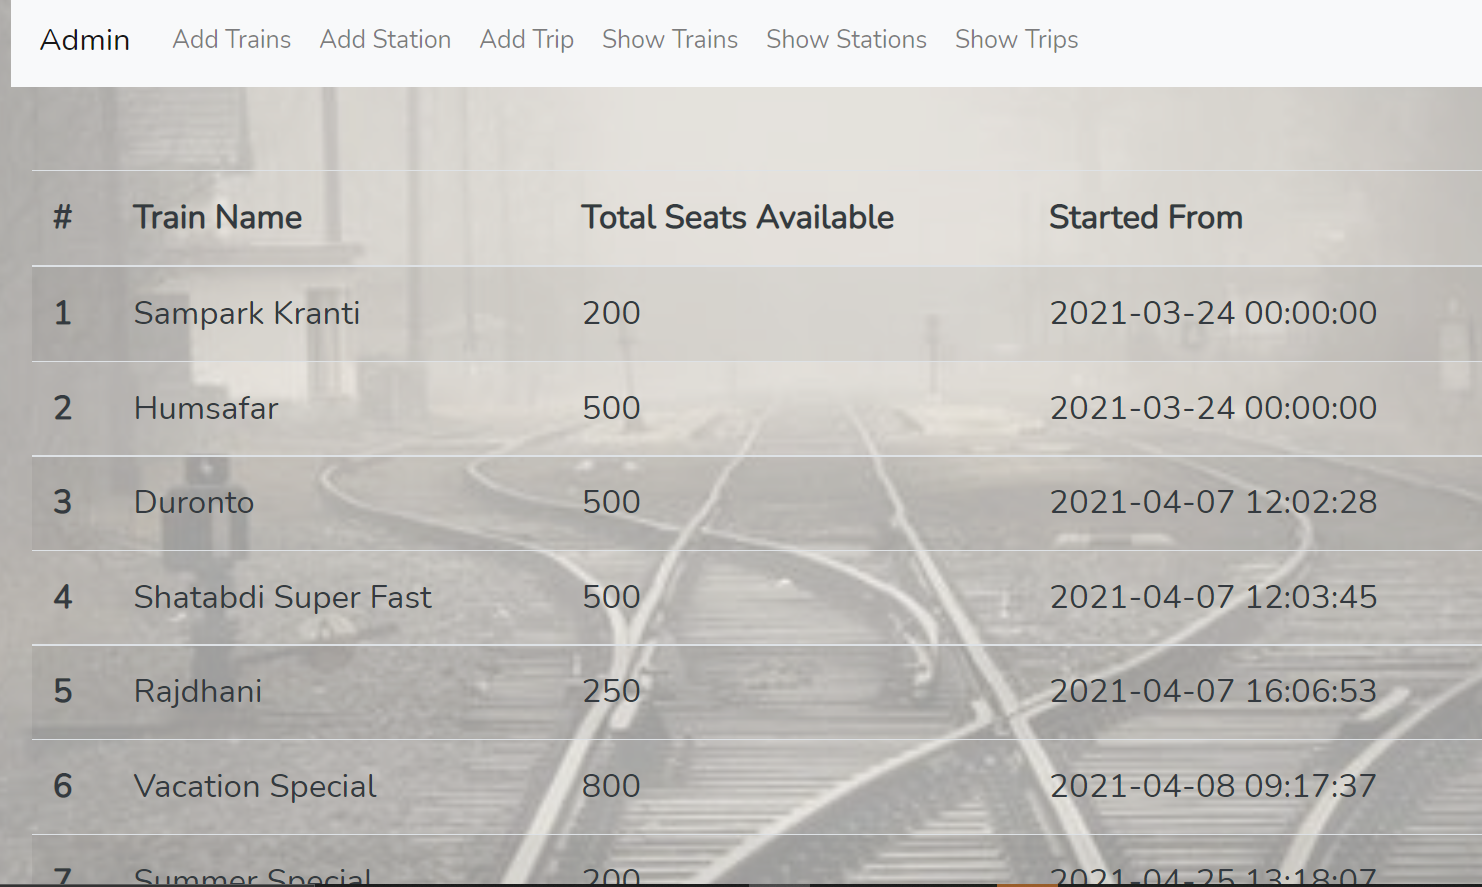 Admin Add Trains Add Station Add Trip Show Trains Show Stations Show Trips
# Train Name Total Seats Available Started From
1 Sampark Kranti 200 2021-03-24 00:00:00
2 Humsafar 500 2021-03-24 00:00:00
3 Duronto 500 2021-04-07 12:02:28
4 Shatabdi Super Fast 500 2021-04-07 12:03:45
5 Rajdhani 250 2021-04-07 16:06:53
6 Vacation Special 800 2021-04-08 09:17:37
7 Summer Special 200 2021-04-25 13:18:07